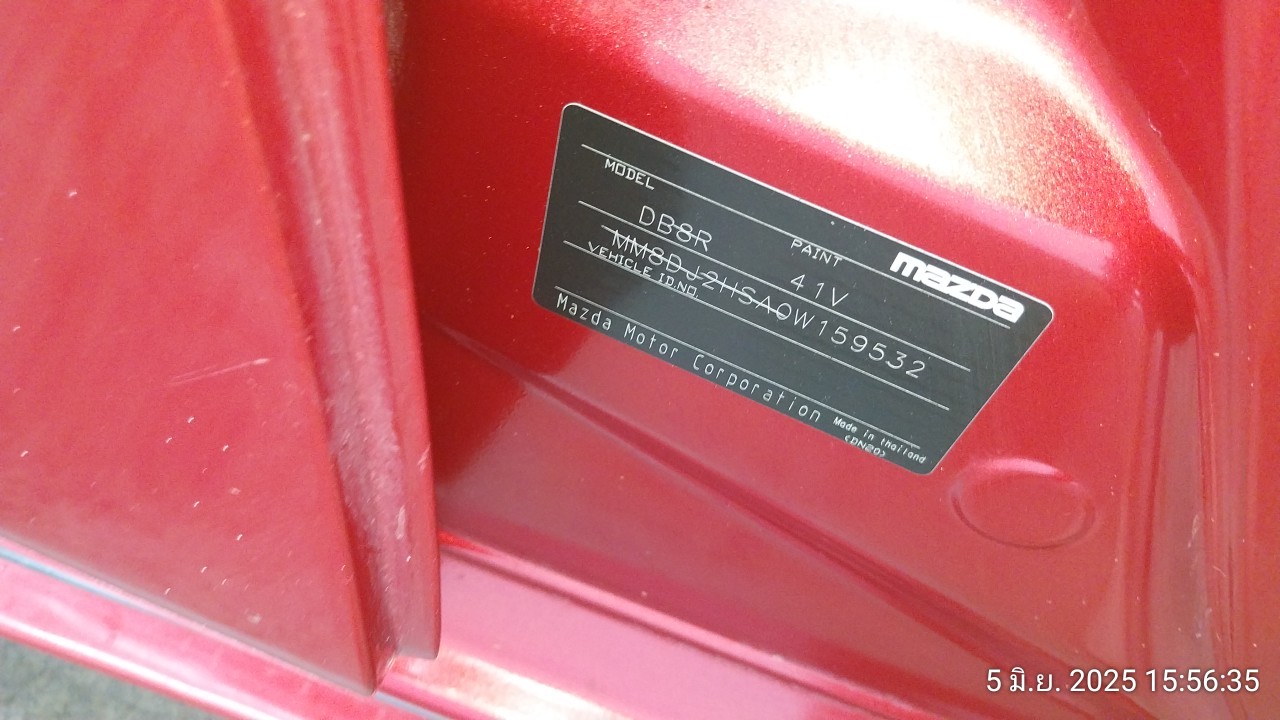 MODEL
DB8R
PAINT
41V
mazda
MM8DJ2HSA0W159532
VEHICLE ID.NO.
Mazda Motor Corporation
Made in thailand
<DN20>
5 มิ.ย. 2025 15:56:35